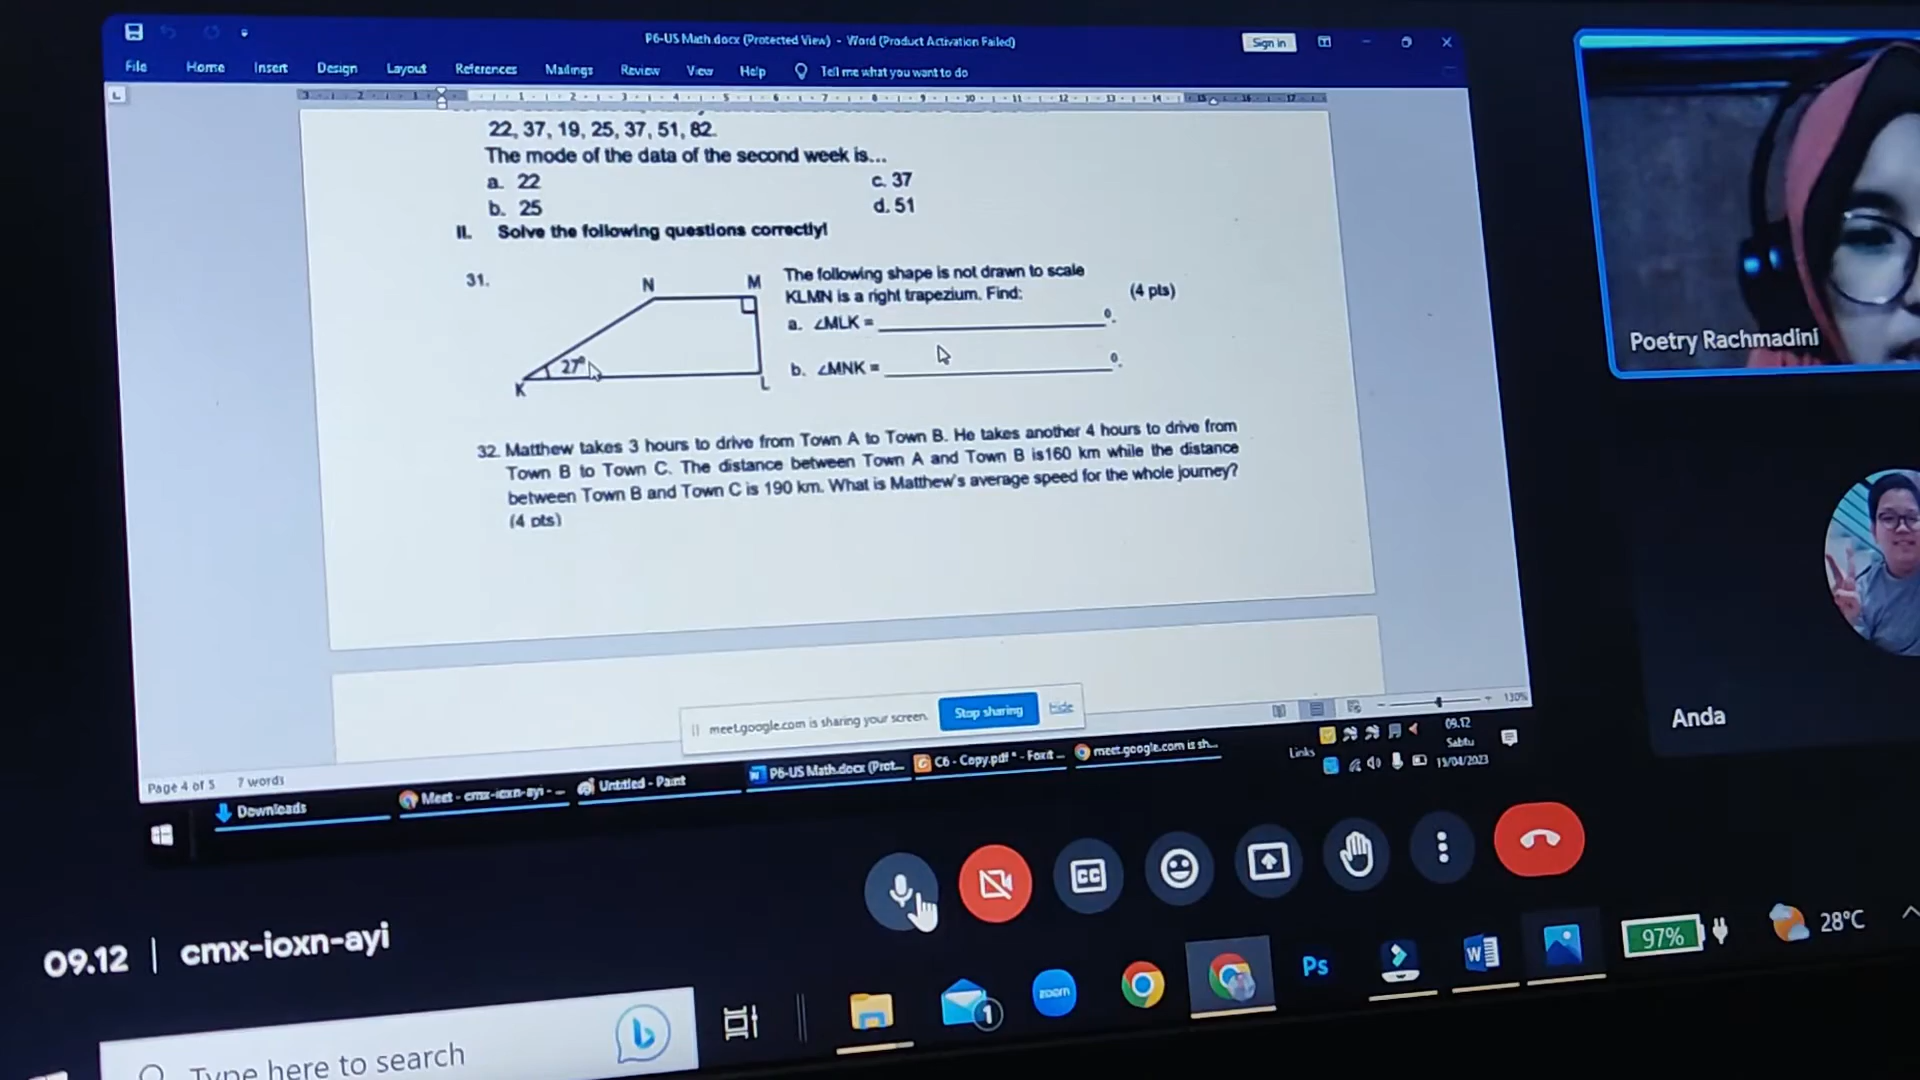 P6-US Math.docx (Protected View) - Word (Product Activation Failed)
Sign in
File Home Insert Design Layout References Mailings Review View Help Tell me what you want to do
22, 37, 19, 25, 37, 51, 82.
The mode of the data of the second week is...
a. 22
c. 37
b. 25
d. 51
II. Solve the following questions correctly!
31.
N
M
27°
K
L
The following shape is not drawn to scale
KLMN is a right trapezium. Find:
(4 pts)
a. ∠MLK = ____________________ °.
b. ∠MNK = ____________________ °.
32. Matthew takes 3 hours to drive from Town A to Town B. He takes another 4 hours to drive from
Town B to Town C. The distance between Town A and Town B is160 km while the distance
between Town B and Town C is 190 km. What is Matthew's average speed for the whole journey?
(4 pts)
meet.google.com is sharing your screen.
Stop sharing
Hide
Page 4 of 5 7 words
130%
Downloads
Meet - cmx-ioxn-ayi - ...
Untitled - Paint
P6-US Math.docx (Prot...
C6 - Copy.pdf * - Foxit ...
meet.google.com is sh...
Links
09.12
Sabtu
15/04/2023
Poetry Rachmadini
Anda
CC
09.12 | cmx-ioxn-ayi
Type here to search
1
zoom
Ps
W
97%
28°C